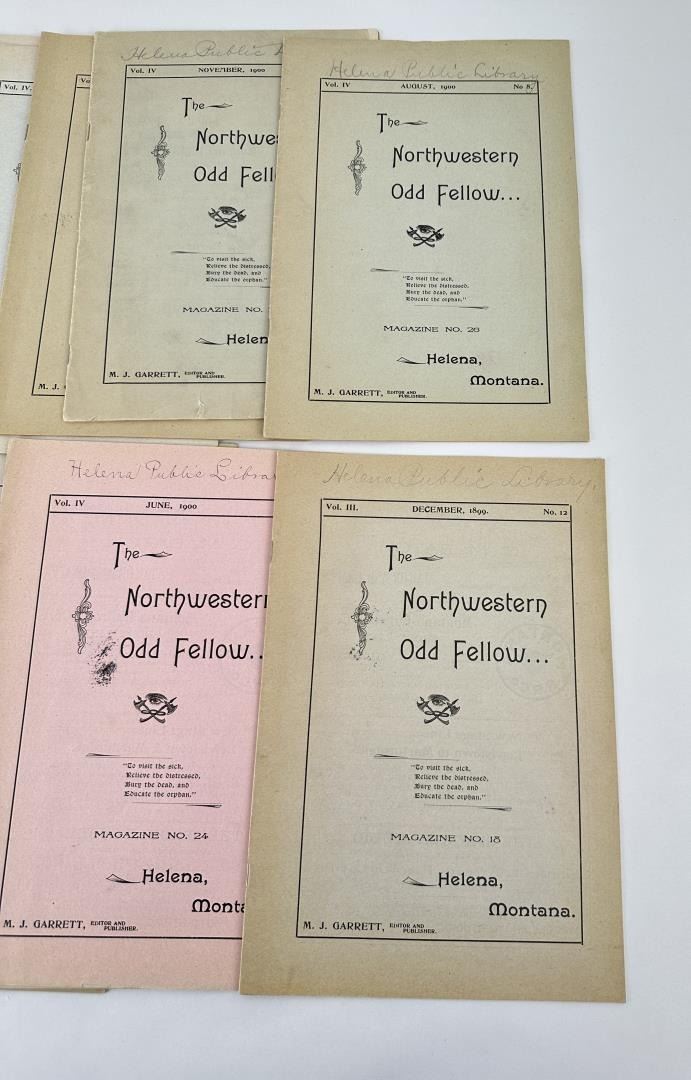 Vol. IV.
Vo
M. J.
Helena Public L
Vol. IV NOVEMBER, 1900
The
Northwes
Odd Fell
"To visit the sick,
Relieve the distressed,
Bury the dead, and
Educate the orphan."
MAGAZINE NO.
Helen
M. J. GARRETT, EDITOR AND PUBLISHER.
Helena Public Library
Vol. IV AUGUST, 1900 No 8.
The
Northwestern
Odd Fellow...
"To visit the sick,
Relieve the distressed,
Bury the dead, and
Educate the orphan."
MAGAZINE NO. 26
Helena,
Montana.
M. J. GARRETT, EDITOR AND PUBLISHER.
Helena Public Libra
Vol. IV JUNE, 1900
The
Northwestern
Odd Fellow..
"To visit the sick,
Relieve the distressed,
Bury the dead, and
Educate the orphan."
MAGAZINE NO. 24
Helena,
Monta
M. J. GARRETT, EDITOR AND PUBLISHER.
Helena Public Library.
Vol. III. DECEMBER, 1899. No. 12
The
Northwestern
Odd Fellow...
"To visit the sick,
Relieve the distressed,
Bury the dead, and
Educate the orphan."
MAGAZINE NO. 18
Helena,
Montana.
M. J. GARRETT, EDITOR AND PUBLISHER.